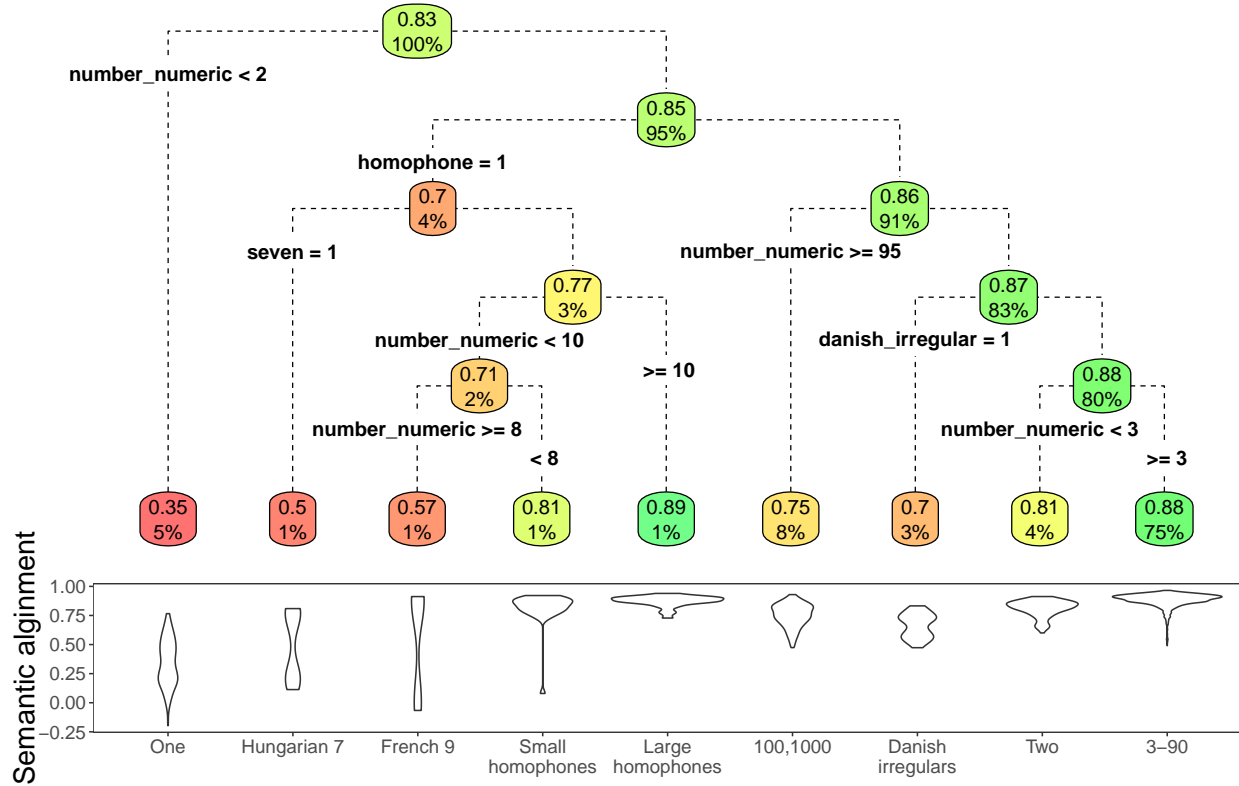 0.83
100%
number_numeric < 2
0.85
95%
homophone = 1
0.7
4%
0.86
91%
seven = 1
number_numeric >= 95
0.77
3%
0.87
83%
number_numeric < 10
>= 10
danish_irregular = 1
0.71
2%
0.88
80%
number_numeric >= 8
< 8
number_numeric < 3
>= 3
0.35
5%
0.5
1%
0.57
1%
0.81
1%
0.89
1%
0.75
8%
0.7
3%
0.81
4%
0.88
75%
Semantic alginment
1.00
0.75
0.50
0.25
0.00
−0.25
One
Hungarian 7
French 9
Small
homophones
Large
homophones
100,1000
Danish
irregulars
Two
3−90